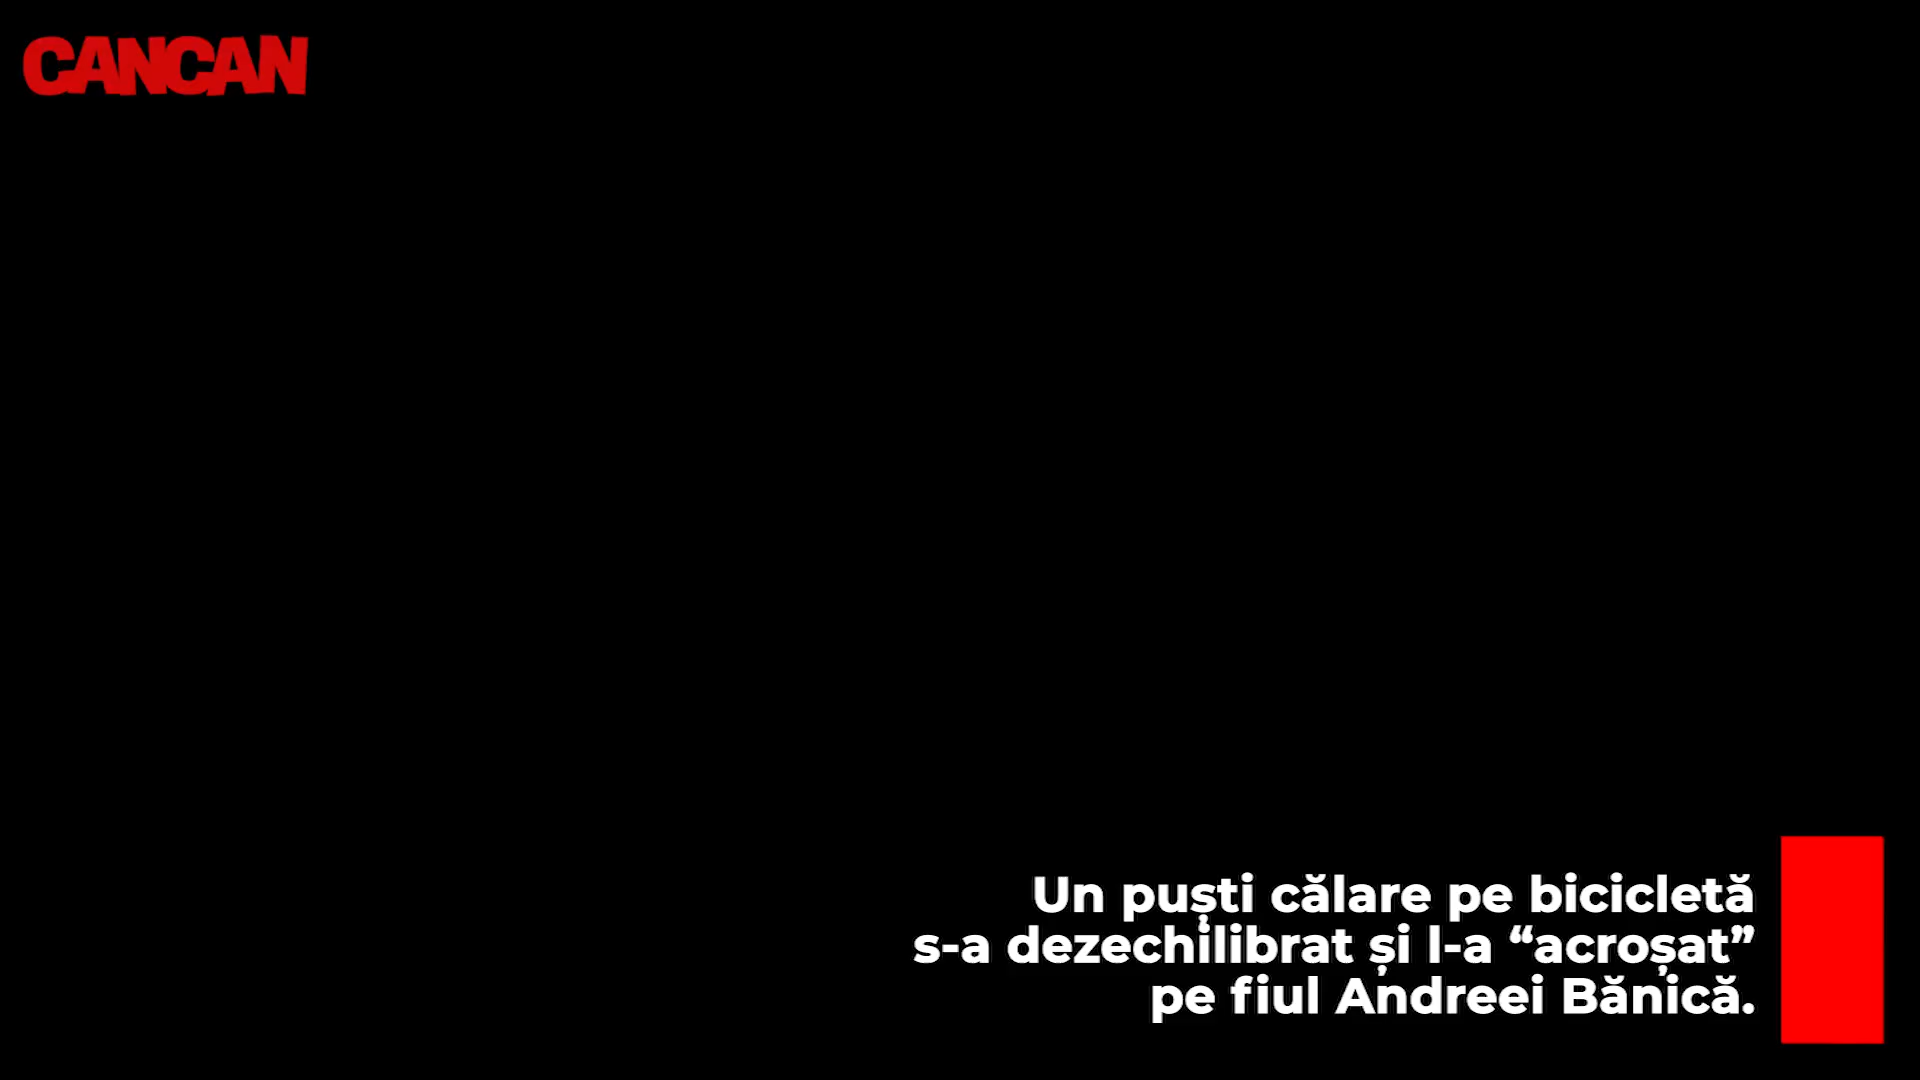 CANCAN
Un puști călare pe bicicletă
s-a dezechilibrat și l-a “acroșat”
pe fiul Andreei Bănică.